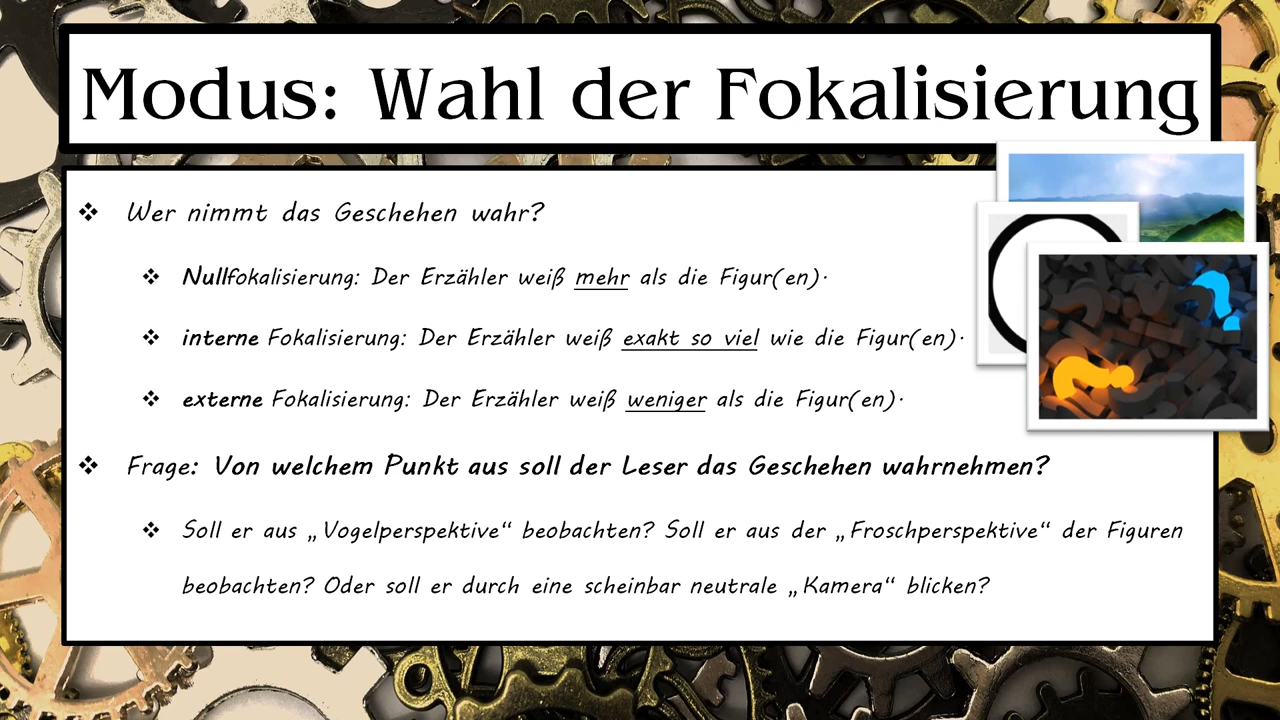 Modus: Wahl der Fokalisierung
❖ Wer nimmt das Geschehen wahr?
❖ Nullfokalisierung: Der Erzähler weiß mehr als die Figur(en).
❖ interne Fokalisierung: Der Erzähler weiß exakt so viel wie die Figur(en).
❖ externe Fokalisierung: Der Erzähler weiß weniger als die Figur(en).
❖ Frage: Von welchem Punkt aus soll der Leser das Geschehen wahrnehmen?
❖ Soll er aus „Vogelperspektive“ beobachten? Soll er aus der „Froschperspektive“ der Figuren
beobachten? Oder soll er durch eine scheinbar neutrale „Kamera“ blicken?